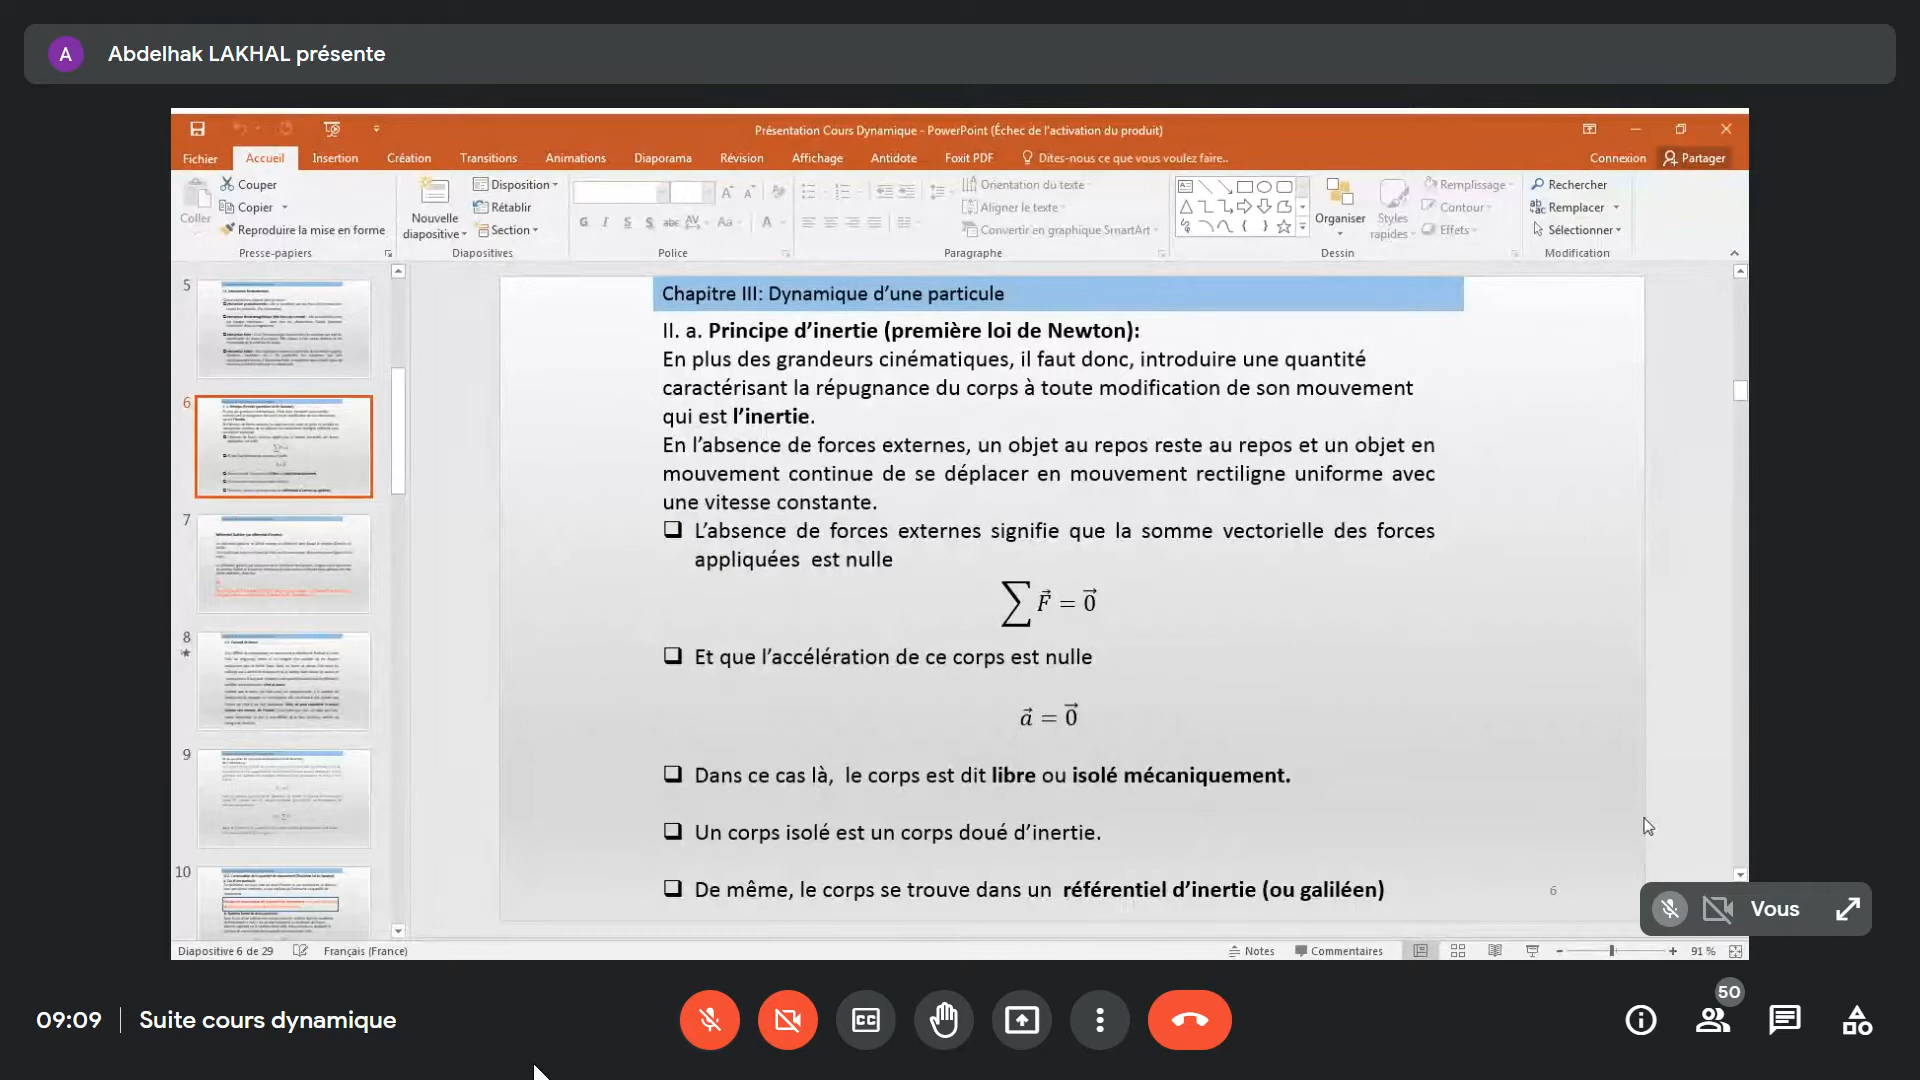 A Abdelhak LAKHAL présente
Présentation Cours Dynamique - PowerPoint (Échec de l'activation du produit)
Fichier Accueil Insertion Création Transitions Animations Diaporama Révision Affichage Antidote Foxit PDF Dites-nous ce que vous voulez faire.. Connexion Partager
Coller
Couper
Copier
Reproduire la mise en forme
Presse-papiers
Nouvelle
diapositive
Disposition
Rétablir
Section
Diapositives
G I S S abc AV Aa A
Police
Orientation du texte
Aligner le texte
Convertir en graphique SmartArt
Paragraphe
Organiser
Styles
rapides
Remplissage
Contour
Effets
Dessin
Rechercher
Remplacer
Sélectionner
Modification
5
6
7
8
9
10
Chapitre III: Dynamique d'une particule
II. a. Principe d'inertie (première loi de Newton):
En plus des grandeurs cinématiques, il faut donc, introduire une quantité
caractérisant la répugnance du corps à toute modification de son mouvement
qui est l'inertie.
En l'absence de forces externes, un objet au repos reste au repos et un objet en
mouvement continue de se déplacer en mouvement rectiligne uniforme avec
une vitesse constante.
❑ L'absence de forces externes signifie que la somme vectorielle des forces
appliquées est nulle
∑ F⃗ = 0⃗
❑ Et que l'accélération de ce corps est nulle
a⃗ = 0⃗
❑ Dans ce cas là, le corps est dit libre ou isolé mécaniquement.
❑ Un corps isolé est un corps doué d'inertie.
❑ De même, le corps se trouve dans un référentiel d'inertie (ou galiléen)
6
Vous
Diapositive 6 de 29 Français (France) Notes Commentaires 91 %
09:09 Suite cours dynamique
CC
50